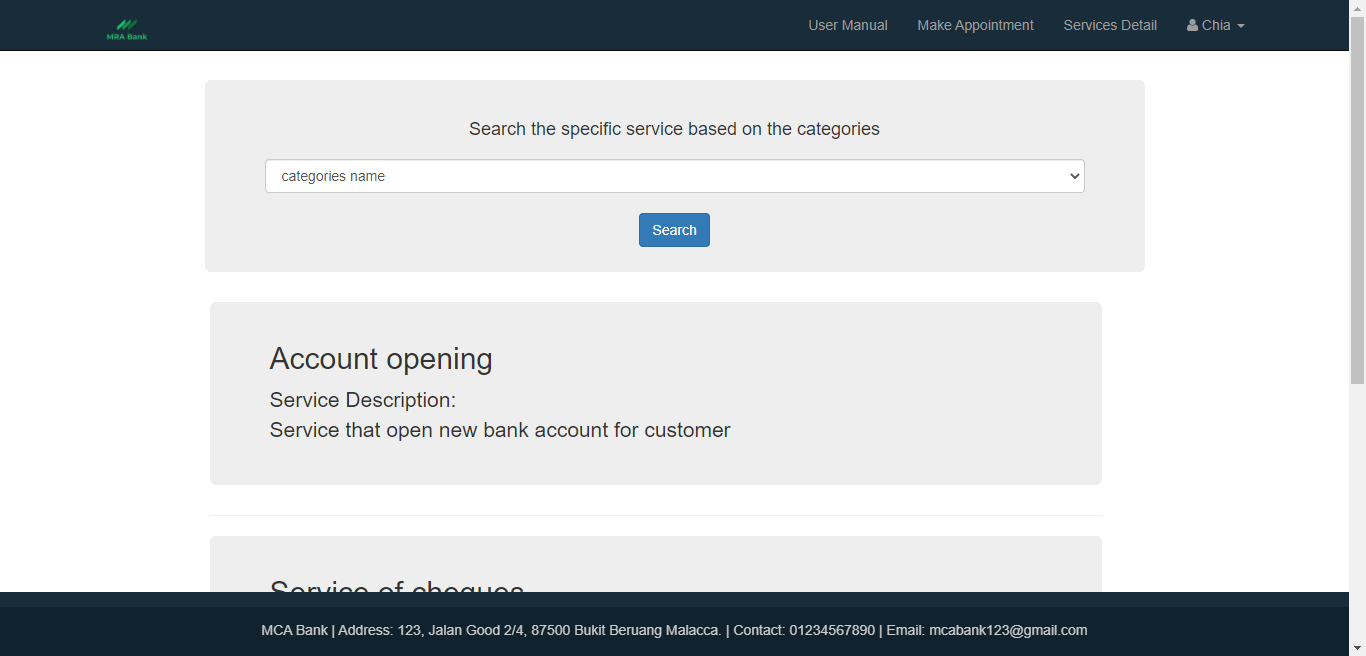 MRA Bank
User Manual Make Appointment Services Detail Chia
Search the specific service based on the categories
categories name
Search
Account opening
Service Description:
Service that open new bank account for customer
Service of cheques
MCA Bank | Address: 123, Jalan Good 2/4, 87500 Bukit Beruang Malacca. | Contact: 01234567890 | Email: mcabank123@gmail.com